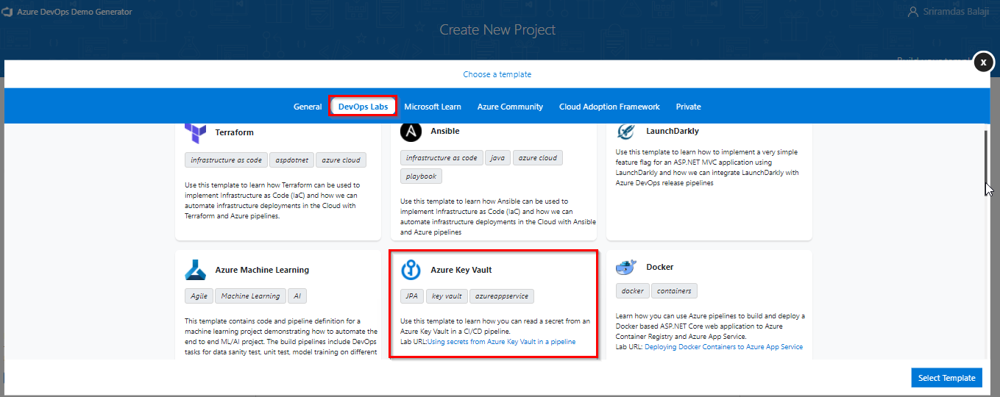 Azure DevOps Demo Generator
Sriramdas Balaji
Create New Project
x
Choose a template
General DevOps Labs Microsoft Learn Azure Community Cloud Adoption Framework Private
Terraform
infrastructure as code aspdotnet azure cloud
Use this template to learn how Terraform can be used to
implement Infrastructure as Code (IaC) and how we can
automate infrastructure deployments in the Cloud with
Terraform and Azure pipelines.
Ansible
infrastructure as code java azure cloud
playbook
Use this template to learn how Ansible can be used to
implement Infrastructure as Code (IaC) and how we can
automate infrastructure deployments in the Cloud with Ansible
and Azure pipelines
LaunchDarkly
Use this template to learn how to implement a very simple
feature flag for an ASP.NET MVC application using
LaunchDarkly and how we can integrate LaunchDarkly with
Azure DevOps release pipelines
Azure Machine Learning
Agile Machine Learning AI
This template contains code and pipeline definition for a
machine learning project demonstrating how to automate the
end to end ML/AI project. The build pipelines include DevOps
tasks for data sanity test, unit test, model training on different
Azure Key Vault
JPA key vault azureappservice
Use this template to learn how you can read a secret from an
Azure Key Vault in a CI/CD pipeline.
Lab URL:Using secrets from Azure Key Vault in a pipeline
Docker
docker containers
Learn how you can use Azure pipelines to build and deploy a
Docker based ASP.NET Core web application to Azure
Container Registry and Azure App Service.
Lab URL: Deploying Docker Containers to Azure App Service
Select Template